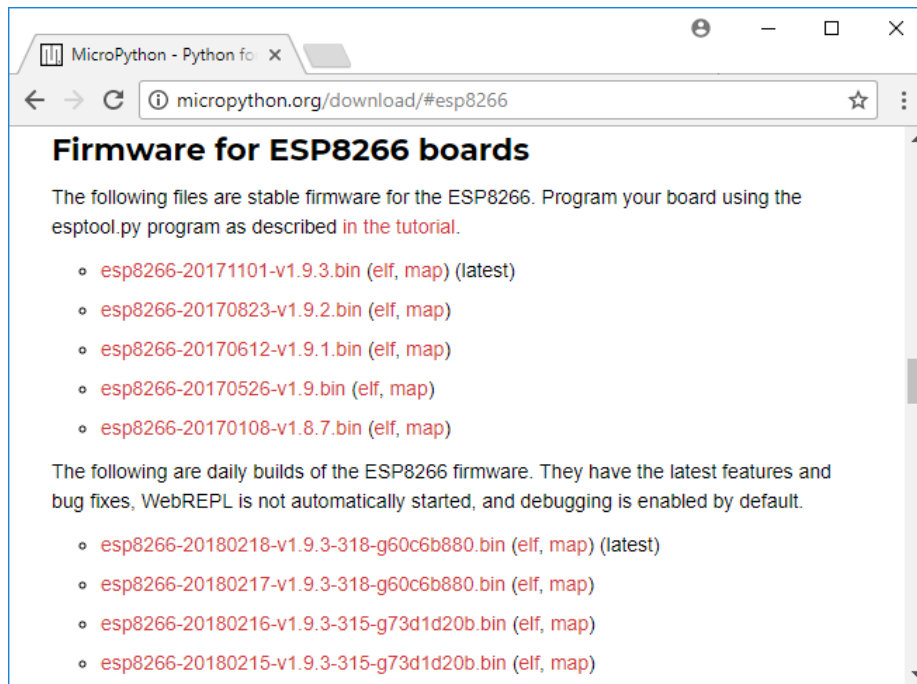 MicroPython - Python fo
micropython.org/download/#esp8266
Firmware for ESP8266 boards
The following files are stable firmware for the ESP8266. Program your board using the
esptool.py program as described in the tutorial.
esp8266-20171101-v1.9.3.bin (elf, map) (latest)
esp8266-20170823-v1.9.2.bin (elf, map)
esp8266-20170612-v1.9.1.bin (elf, map)
esp8266-20170526-v1.9.bin (elf, map)
esp8266-20170108-v1.8.7.bin (elf, map)
The following are daily builds of the ESP8266 firmware. They have the latest features and
bug fixes, WebREPL is not automatically started, and debugging is enabled by default.
esp8266-20180218-v1.9.3-318-g60c6b880.bin (elf, map) (latest)
esp8266-20180217-v1.9.3-318-g60c6b880.bin (elf, map)
esp8266-20180216-v1.9.3-315-g73d1d20b.bin (elf, map)
esp8266-20180215-v1.9.3-315-g73d1d20b.bin (elf, map)